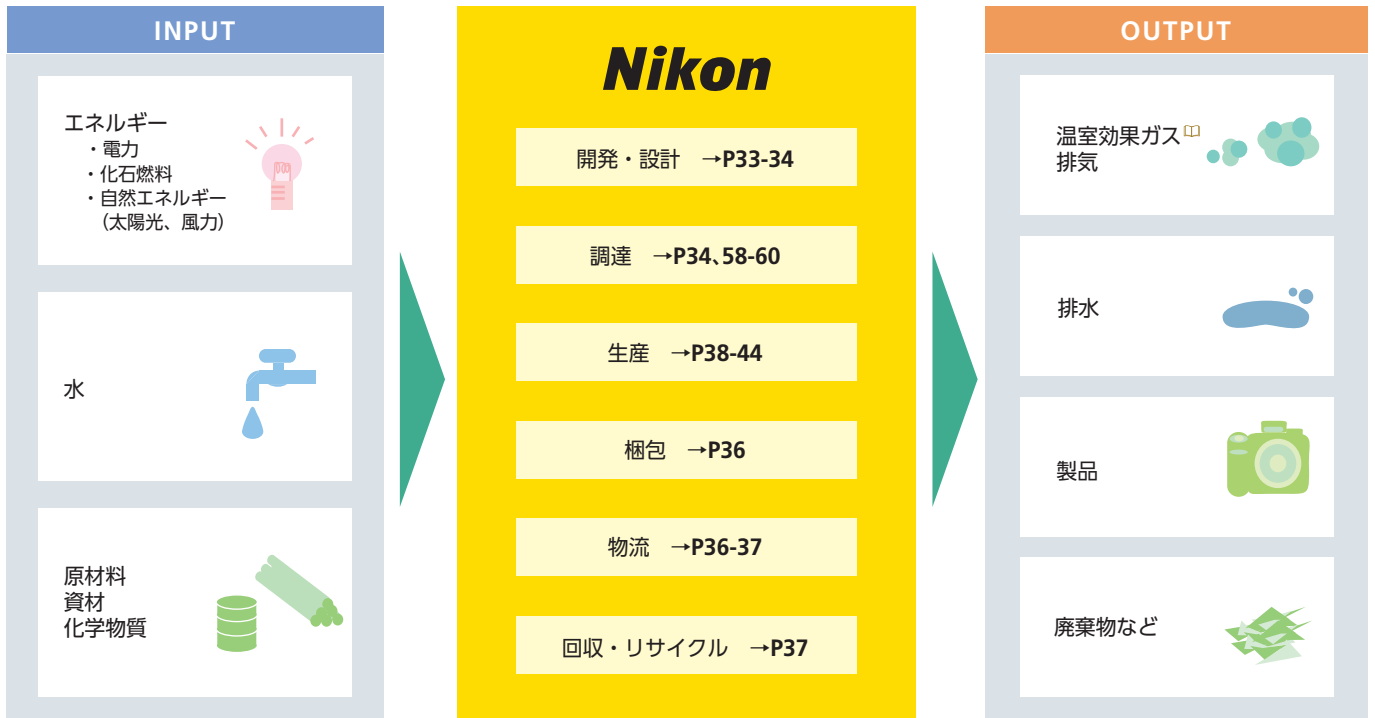 INPUT
エネルギー
・電力
・化石燃料
・自然エネルギー
（太陽光、風力）
水
原材料
資材
化学物質
Nikon
開発・設計　→P33-34
調達　→P34、58-60
生産　→P38-44
梱包　→P36
物流　→P36-37
回収・リサイクル　→P37
OUTPUT
温室効果ガス
排気
排水
製品
廃棄物など